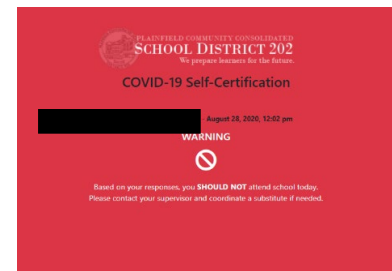 PLAINFIELD COMMUNITY CONSOLIDATED
SCHOOL DISTRICT 202
We prepare learners for the future.
COVID-19 Self-Certification
August 28, 2020, 12:02 pm
WARNING
Based on your responses, you SHOULD NOT attend school today.
Please contact your supervisor and coordinate a substitute if needed.